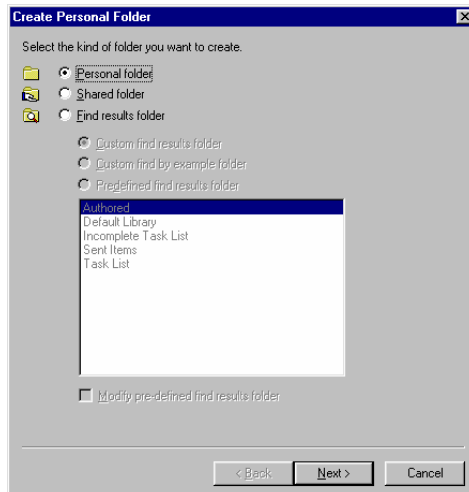 Create Personal Folder
Select the kind of folder you want to create.
Personal folder
Shared folder
Find results folder
Custom find results folder
Custom find by example folder
Predefined find results folder
Authored
Default Library
Incomplete Task List
Sent Items
Task List
Modify pre-defined find results folder
< Back Next > Cancel